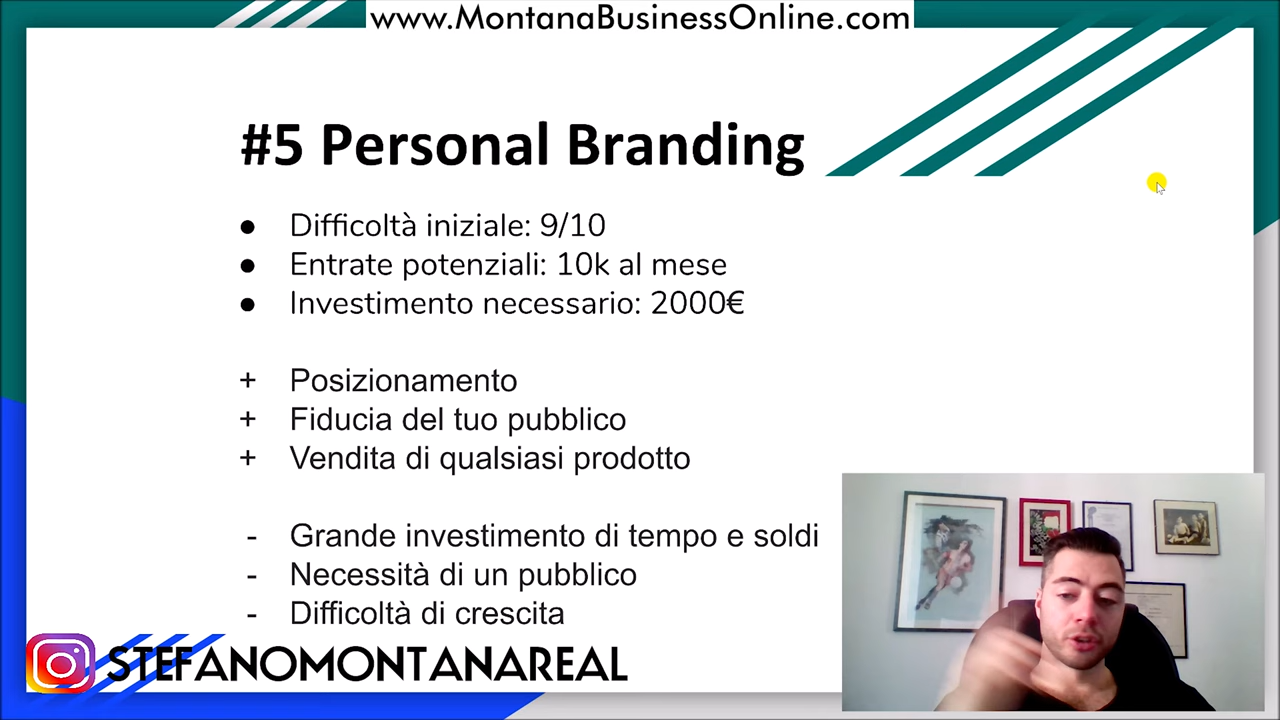 www.MontanaBusinessOnline.com
#5 Personal Branding
● Difficoltà iniziale: 9/10
● Entrate potenziali: 10k al mese
● Investimento necessario: 2000€
+ Posizionamento
+ Fiducia del tuo pubblico
+ Vendita di qualsiasi prodotto
- Grande investimento di tempo e soldi
- Necessità di un pubblico
- Difficoltà di crescita
STEFANOMONTANAREAL